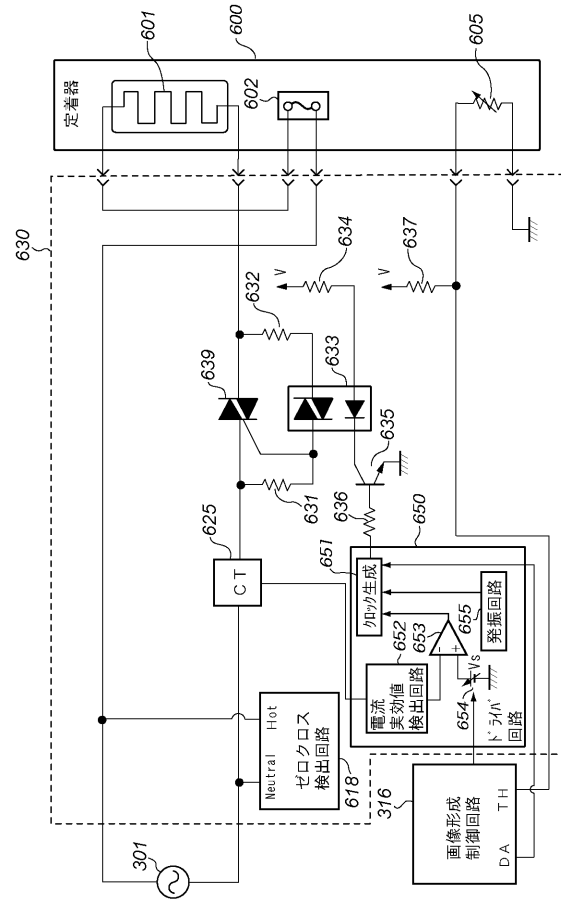 600
601
定着器
602
605
630
634
637
V
V
632
639
633
635
631
636
625
CT
650
651
クロック生成
655
発振回路
653
652
電流
実効値
検出回路
-
+
Vs
654
ドライバ
回路
Neutral Hot
ゼロクロス
検出回路
618
316
画像形成
制御回路
DA TH
301